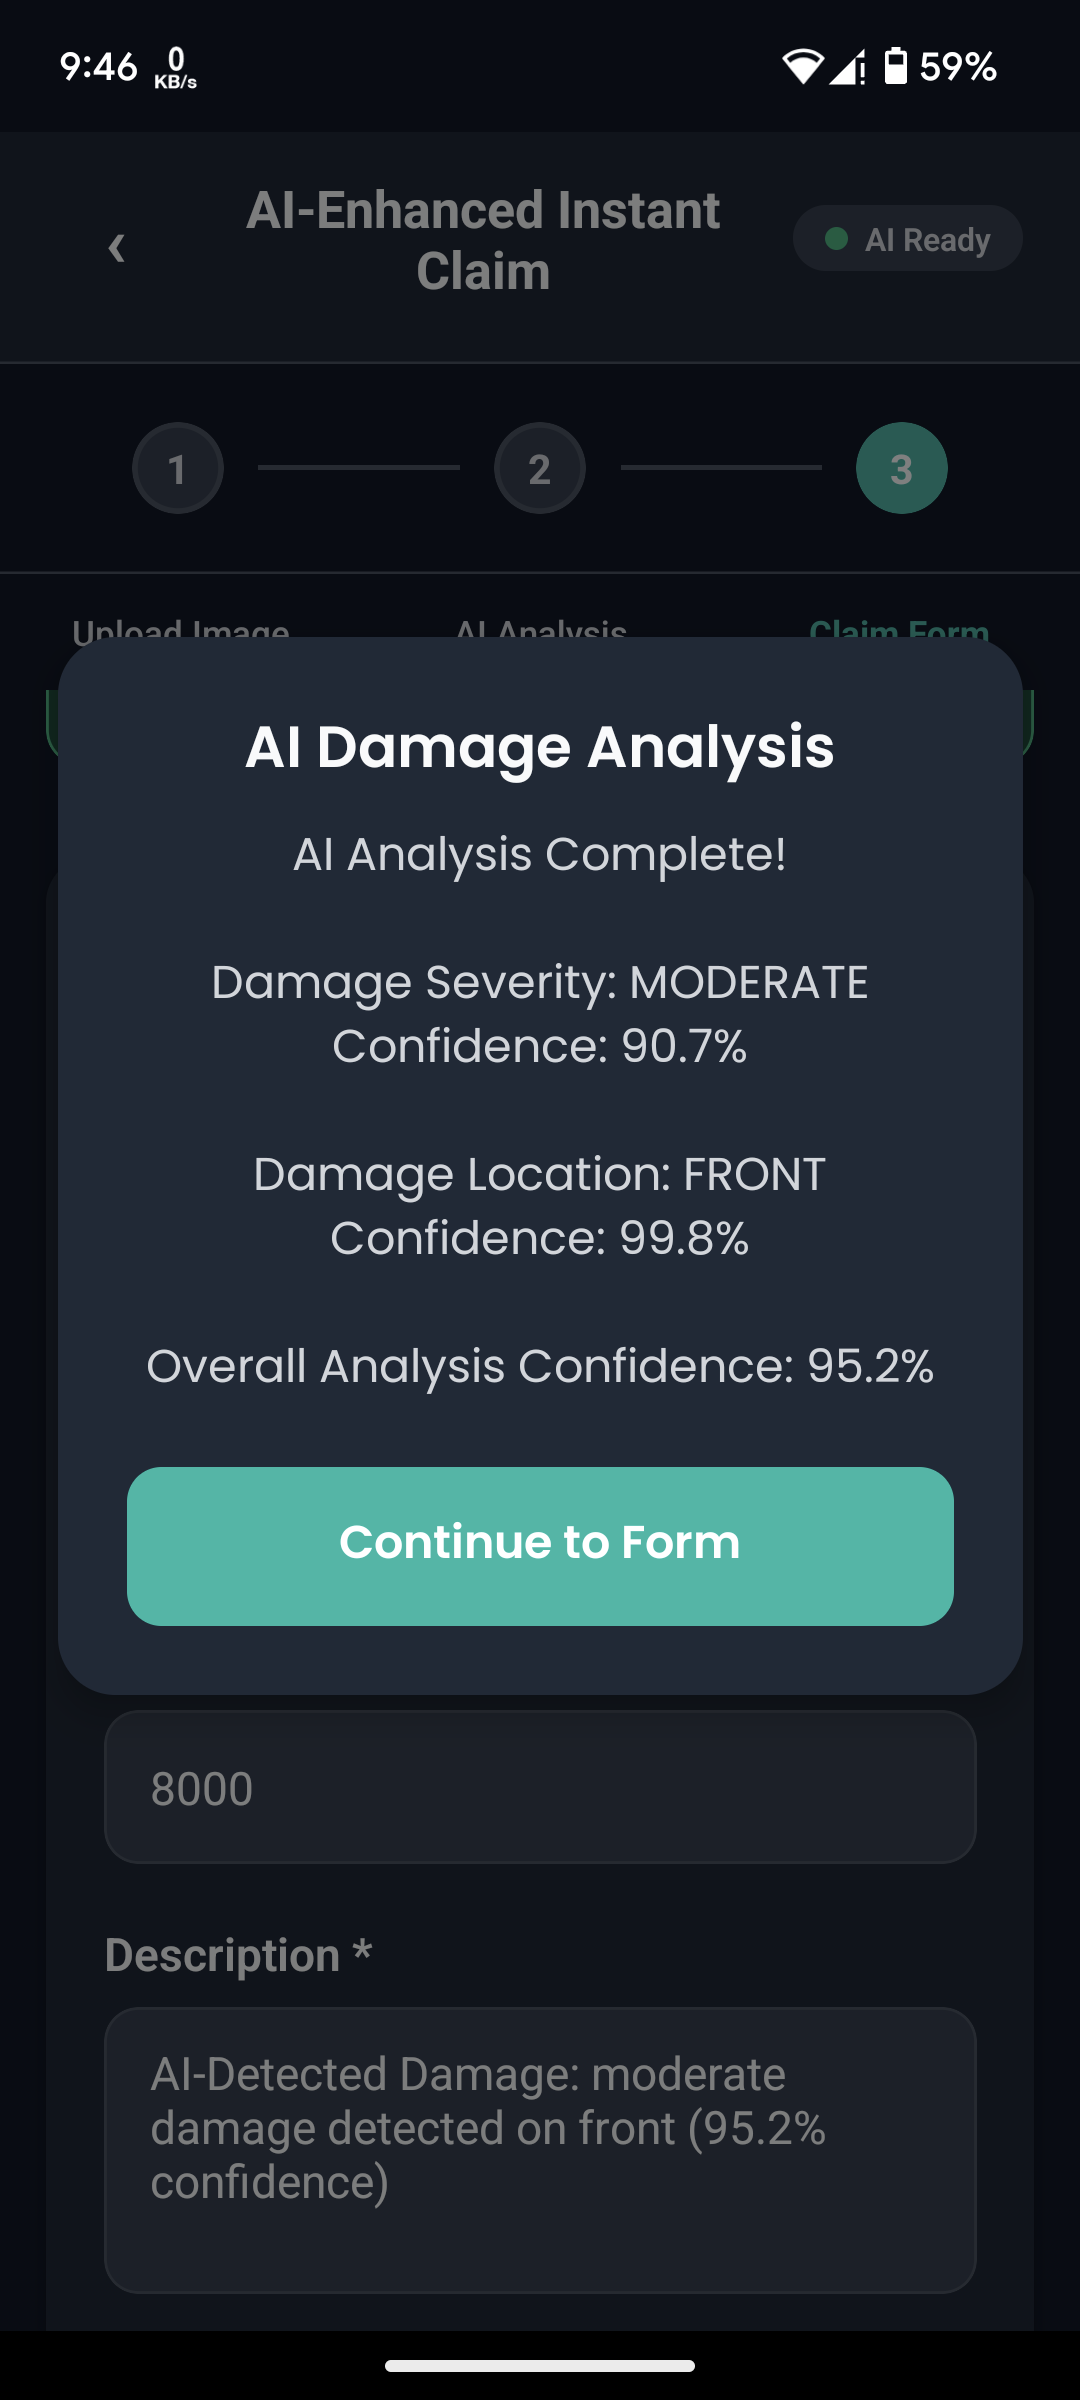 9:46
0
KB/s
59%
AI-Enhanced Instant
Claim
AI Ready
1
2
3
Upload Image
AI Analysis
Claim Form
AI Damage Analysis
AI Analysis Complete!
Damage Severity: MODERATE
Confidence: 90.7%
Damage Location: FRONT
Confidence: 99.8%
Overall Analysis Confidence: 95.2%
Continue to Form
8000
Description *
AI-Detected Damage: moderate
damage detected on front (95.2%
confidence)